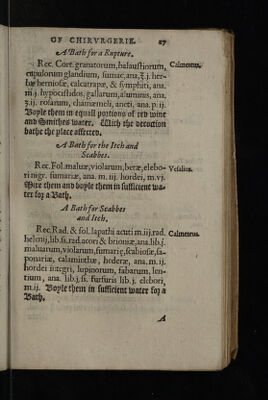 OF CHIRVRGERIE. 27
A Bath for a Rupture.
Rec. Cort. granatorum, balaustiorum, Calmeteus.
cupulorum glandium, sumac, ana, ʒ.j. her-
bæ herniosæ, calcatrapæ, & symphiti, ana.
m.j. hypocistidos, gallarum, aluminis, ana.
ʒ.ij. rosarum, chamæmeli, aneti, ana. p.ij.
Boyle them in equall portions of red wine
and Smithes water. With the decoction
bathe the place affected.
A Bath for the Itch and
Scabbes.
Rec. Fol. maluæ, violarum, betæ, elebo- Vesalius.
ri nigr. fumariæ, ana. m. iij. hordei, m.vj.
Mixe them and boyle them in sufficient wa-
ter for a Bath.
A Bath for Scabbes
and Itch.
Rec. Rad. & fol. lapathi acuti m.iij. rad. Calmeteus.
helenij, lib.ss. rad. acori & brioniæ, ana. lib.j.
maluarum, violarum, fumariæ, scabiosæ, sa-
ponariæ, calaminthæ, hederæ, ana. m.ij.
hordei integri, lupinorum, fabarum, len-
tium, ana. lib.j.ss. furfuris lib.j. elebori,
m.ij. Boyle them in sufficient water for a
Bath.
A